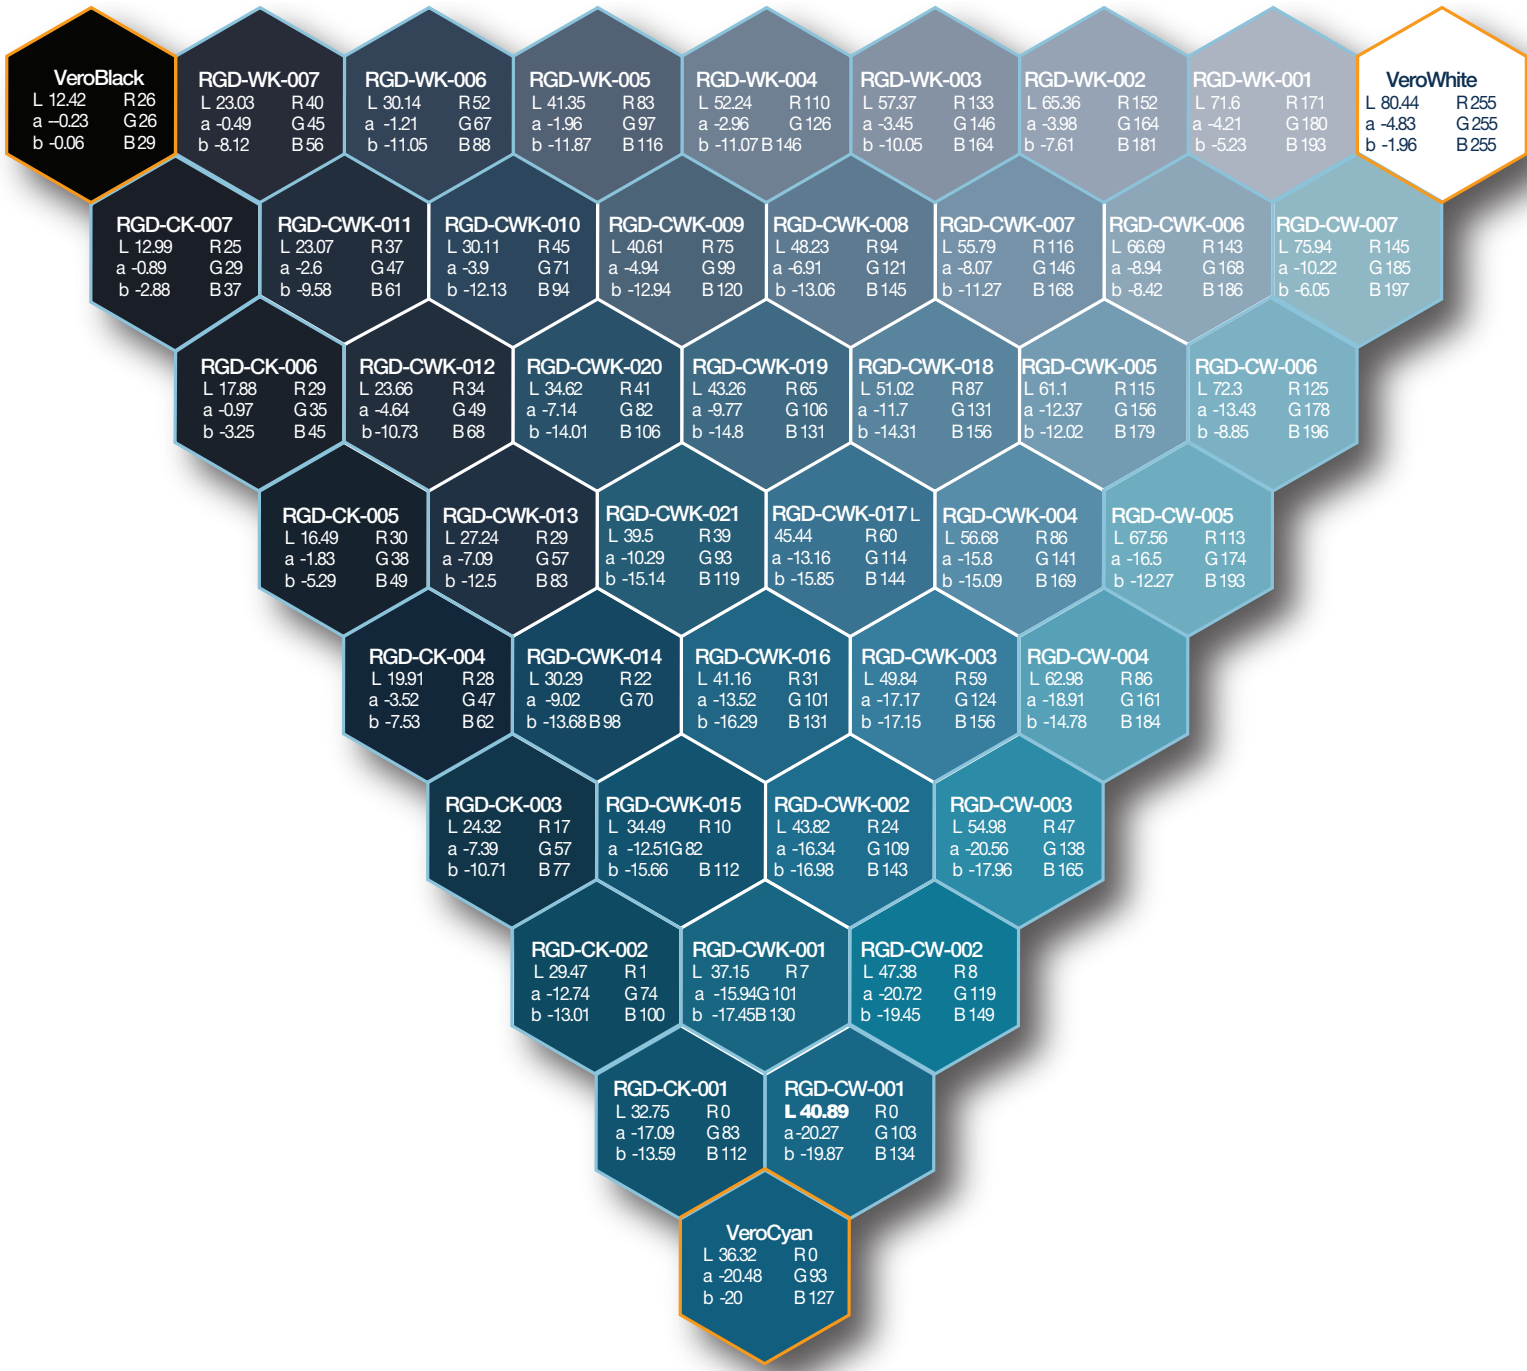 VeroBlack
L 12.42 R 26
a --0.23 G 26
b -0.06 B 29
RGD-WK-007
L 23.03 R 40
a -0.49 G 45
b -8.12 B 56
RGD-WK-006
L 30.14 R 52
a -1.21 G 67
b -11.05 B 88
RGD-WK-005
L 41.35 R 83
a -1.96 G 97
b -11.87 B 116
RGD-WK-004
L 52.24 R 110
a -2.96 G 126
b -11.07 B 146
RGD-WK-003
L 57.37 R 133
a -3.45 G 146
b -10.05 B 164
RGD-WK-002
L 65.36 R 152
a -3.98 G 164
b -7.61 B 181
RGD-WK-001
L 71.6 R 171
a -4.21 G 180
b -5.23 B 193
VeroWhite
L 80.44 R 255
a -4.83 G 255
b -1.96 B 255
RGD-CK-007
L 12.99 R 25
a -0.89 G 29
b -2.88 B 37
RGD-CWK-011
L 23.07 R 37
a -2.6 G 47
b -9.58 B 61
RGD-CWK-010
L 30.11 R 45
a -3.9 G 71
b -12.13 B 94
RGD-CWK-009
L 40.61 R 75
a -4.94 G 99
b -12.94 B 120
RGD-CWK-008
L 48.23 R 94
a -6.91 G 121
b -13.06 B 145
RGD-CWK-007
L 55.79 R 116
a -8.07 G 146
b -11.27 B 168
RGD-CWK-006
L 66.69 R 143
a -8.94 G 168
b -8.42 B 186
RGD-CW-007
L 75.94 R 145
a -10.22 G 185
b -6.05 B 197
RGD-CK-006
L 17.88 R 29
a -0.97 G 35
b -3.25 B 45
RGD-CWK-012
L 23.66 R 34
a -4.64 G 49
b -10.73 B 68
RGD-CWK-020
L 34.62 R 41
a -7.14 G 82
b -14.01 B 106
RGD-CWK-019
L 43.26 R 65
a -9.77 G 106
b -14.8 B 131
RGD-CWK-018
L 51.02 R 87
a -11.7 G 131
b -14.31 B 156
RGD-CWK-005
L 61.1 R 115
a -12.37 G 156
b -12.02 B 179
RGD-CW-006
L 72.3 R 125
a -13.43 G 178
b -8.85 B 196
RGD-CK-005
L 16.49 R 30
a -1.83 G 38
b -5.29 B 49
RGD-CWK-013
L 27.24 R 29
a -7.09 G 57
b -12.5 B 83
RGD-CWK-021
L 39.5 R 39
a -10.29 G 93
b -15.14 B 119
RGD-CWK-017 L
45.44 R 60
a -13.16 G 114
b -15.85 B 144
RGD-CWK-004
L 56.68 R 86
a -15.8 G 141
b -15.09 B 169
RGD-CW-005
L 67.56 R 113
a -16.5 G 174
b -12.27 B 193
RGD-CK-004
L 19.91 R 28
a -3.52 G 47
b -7.53 B 62
RGD-CWK-014
L 30.29 R 22
a -9.02 G 70
b -13.68 B 98
RGD-CWK-016
L 41.16 R 31
a -13.52 G 101
b -16.29 B 131
RGD-CWK-003
L 49.84 R 59
a -17.17 G 124
b -17.15 B 156
RGD-CW-004
L 62.98 R 86
a -18.91 G 161
b -14.78 B 184
RGD-CK-003
L 24.32 R 17
a -7.39 G 57
b -10.71 B 77
RGD-CWK-015
L 34.49 R 10
a -12.51G 82
b -15.66 B 112
RGD-CWK-002
L 43.82 R 24
a -16.34 G 109
b -16.98 B 143
RGD-CW-003
L 54.98 R 47
a -20.56 G 138
b -17.96 B 165
RGD-CK-002
L 29.47 R 1
a -12.74 G 74
b -13.01 B 100
RGD-CWK-001
L 37.15 R 7
a -15.94G 101
b -17.45B 130
RGD-CW-002
L 47.38 R 8
a -20.72 G 119
b -19.45 B 149
RGD-CK-001
L 32.75 R 0
a -17.09 G 83
b -13.59 B 112
RGD-CW-001
L 40.89 R 0
a -20.27 G 103
b -19.87 B 134
VeroCyan
L 36.32 R 0
a -20.48 G 93
b -20 B 127